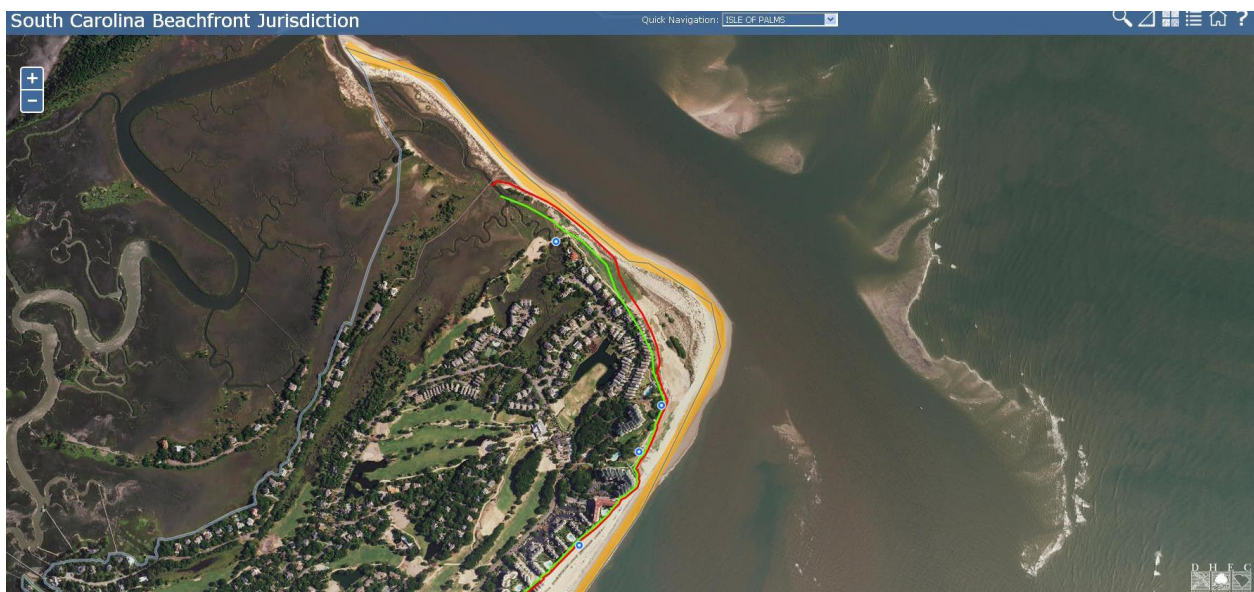 South Carolina Beachfront Jurisdiction
Quick Navigation: ISLE OF PALMS
?
+
−
D H E C